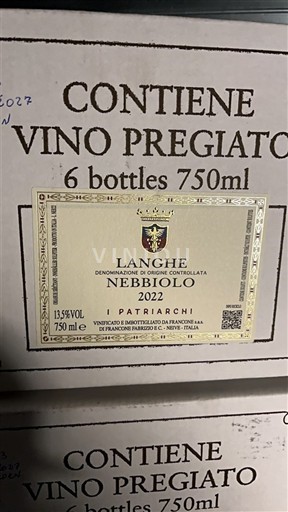 CONTIENE
VINO PREGIATO
6 bottles 750ml
LANGHE
DENOMINAZIONE DI ORIGINE CONTROLLATA
NEBBIOLO
2022
I PATRIARCHI
13,5% VOL
750 ml e
VINIFICATO E IMBOTTIGLIATO DA FRANCONE s.a.s.
DI FRANCONE FABRIZIO E C. - NEIVE - ITALIA
CONTIENE
VINO PREGIATO
6 bottles 750ml